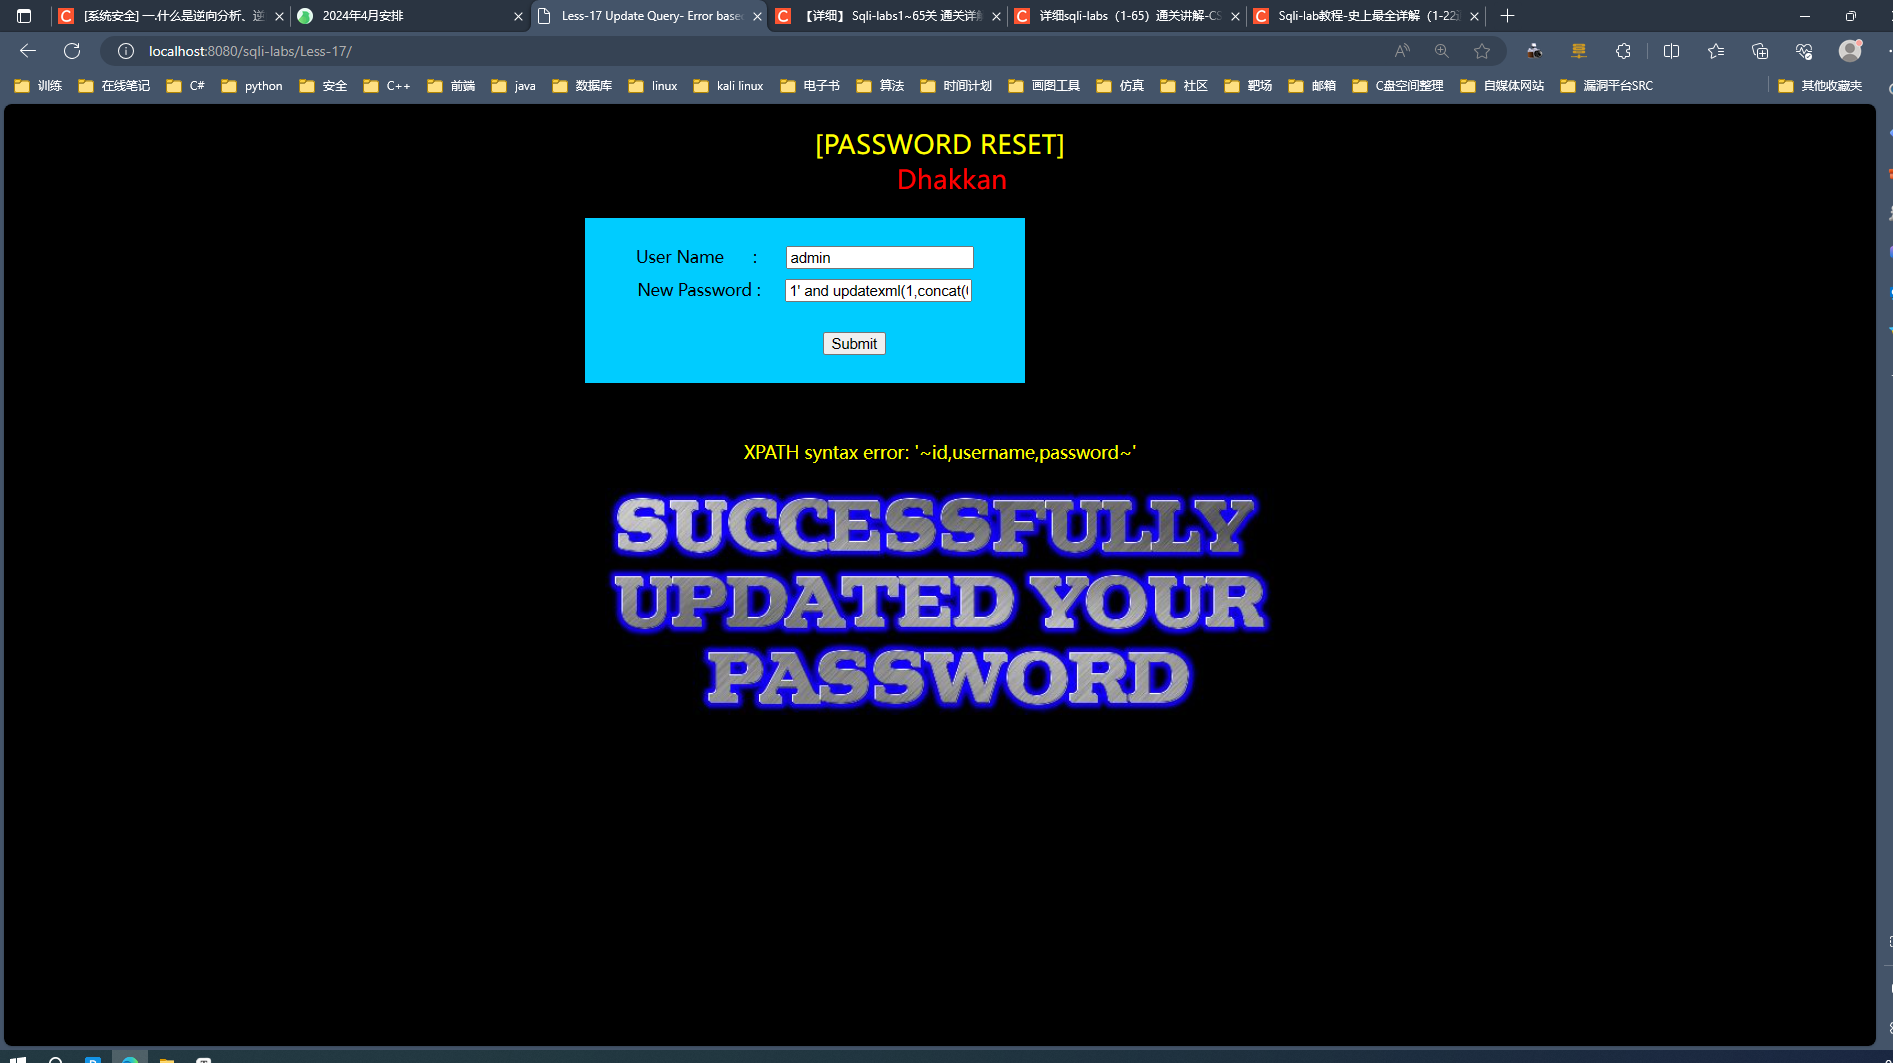 [系统安全] 一.什么是逆向分析、逆
2024年4月安排
Less-17 Update Query- Error base
【详细】 Sqli-labs1~65关 通关详
详细sqli-labs（1-65）通关讲解-CS
Sqli-lab教程-史上最全详解（1-22
localhost:8080/sqli-labs/Less-17/
训练 在线笔记 C# python 安全 C++ 前端 java 数据库 linux kali linux 电子书 算法 时间计划 画图工具 仿真 社区 靶场 邮箱 C盘空间整理 自媒体网站 漏洞平台SRC 其他收藏夹
[PASSWORD RESET]
Dhakkan
User Name : admin
New Password : 1' and updatexml(1,concat(
Submit
XPATH syntax error: '~id,username,password~'
SUCCESSFULLY
UPDATED YOUR
PASSWORD